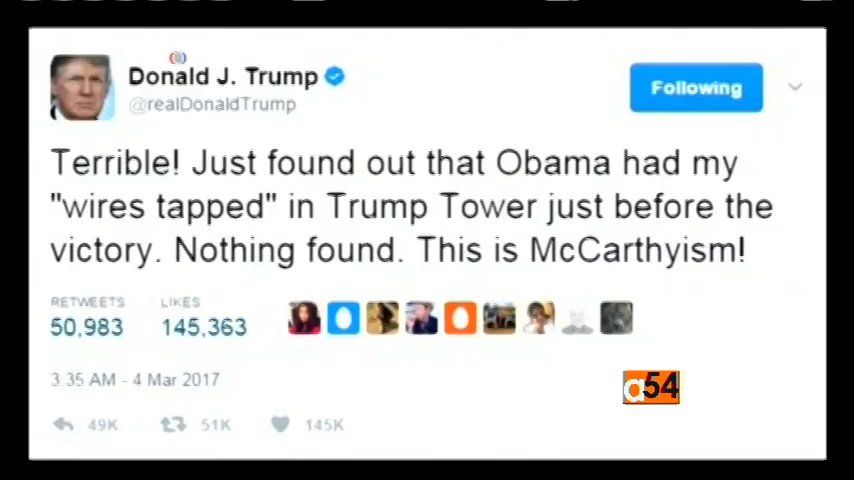 Donald J. Trump
@realDonaldTrump
Following
Terrible! Just found out that Obama had my
"wires tapped" in Trump Tower just before the
victory. Nothing found. This is McCarthyism!
RETWEETS LIKES
50,983 145,363
3:35 AM - 4 Mar 2017
a54
49K 51K 145K